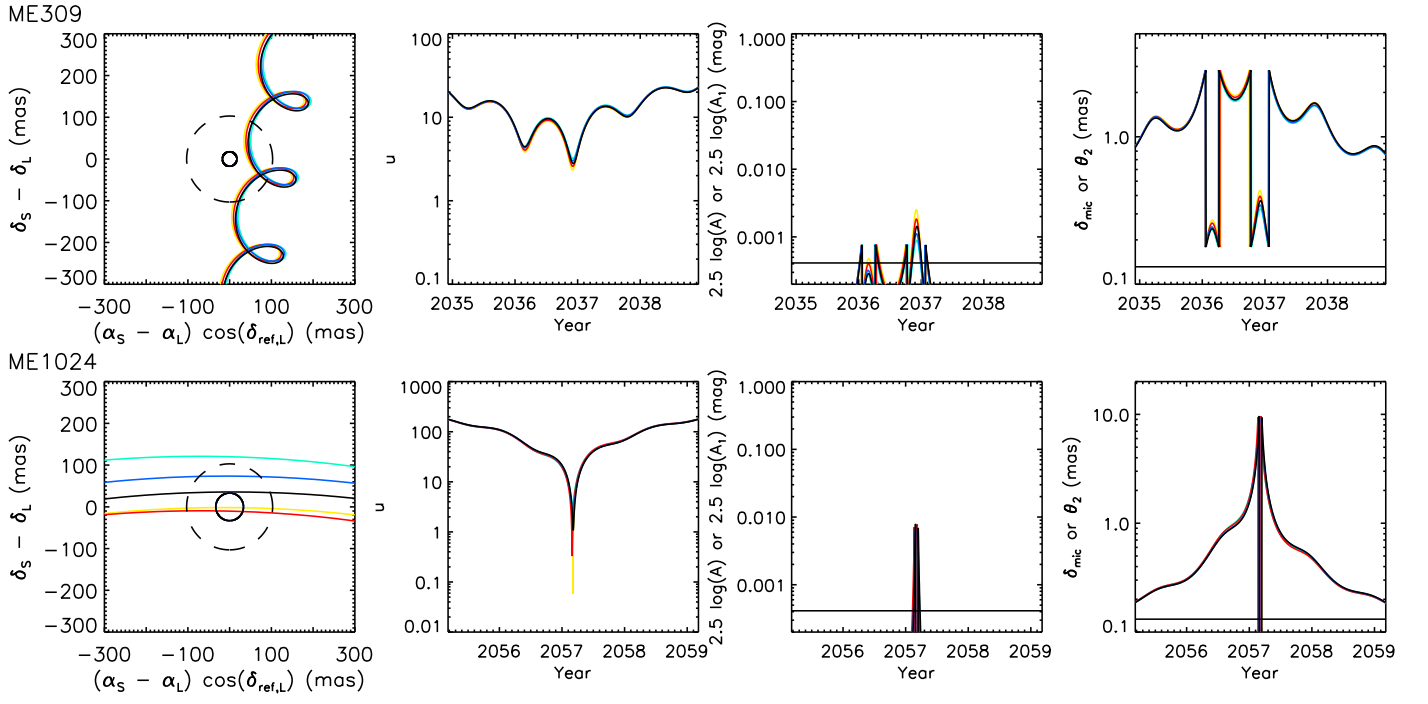 ME309
300
200
100
0
−100
−200
−300
δS − δL (mas)
−300 −100 100 300
(αS − αL) cos(δref,L) (mas)
100
10
1
0.1
u
2035 2036 2037 2038
Year
1.000
0.100
0.010
0.001
2.5 log(A) or 2.5 log(A1) (mag)
2035 2036 2037 2038
Year
1.0
0.1
δmic or θ2 (mas)
2035 2036 2037 2038
Year
ME1024
300
200
100
0
−100
−200
−300
δS − δL (mas)
−300 −100 100 300
(αS − αL) cos(δref,L) (mas)
1000
100
10
1
0.1
0.01
u
2056 2057 2058 2059
Year
1.000
0.100
0.010
0.001
2.5 log(A) or 2.5 log(A1) (mag)
2056 2057 2058 2059
Year
10.0
1.0
0.1
δmic or θ2 (mas)
2056 2057 2058 2059
Year